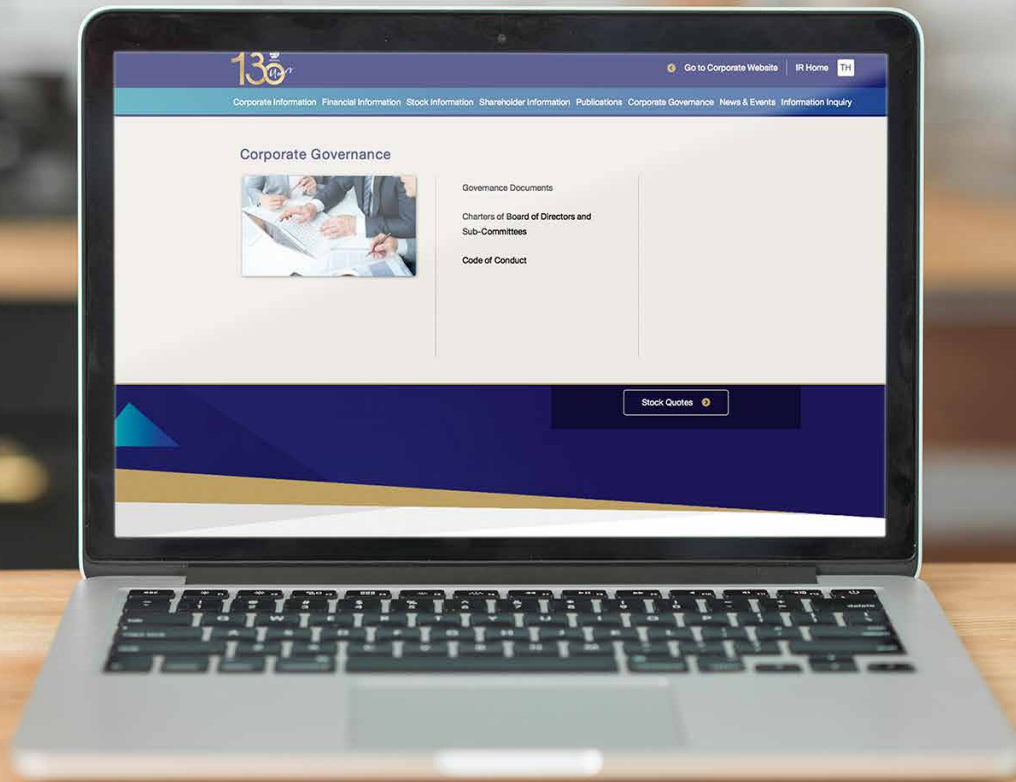 130
Years
Go to Corporate Website
IR Home
TH
Corporate Information Financial Information Stock Information Shareholder Information Publications Corporate Governance News & Events Information Inquiry
Corporate Governance
Governance Documents
Charters of Board of Directors and
Sub-Committees
Code of Conduct
Stock Quotes
delete